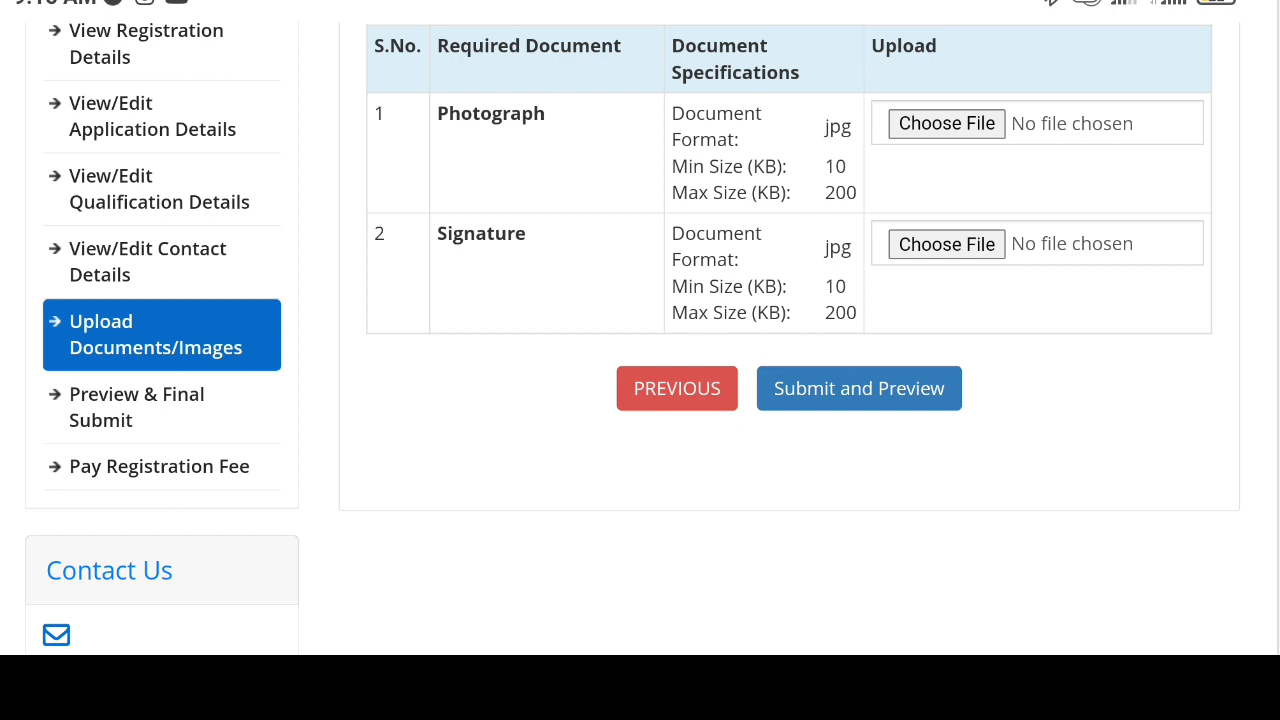 9:16 AM
View Registration
Details
View/Edit
Application Details
View/Edit
Qualification Details
View/Edit Contact
Details
Upload
Documents/Images
Preview & Final
Submit
Pay Registration Fee
Contact Us
S.No. Required Document Document Specifications Upload
1 Photograph
Document Format: jpg
Min Size (KB): 10
Max Size (KB): 200
Choose File No file chosen
2 Signature
Document Format: jpg
Min Size (KB): 10
Max Size (KB): 200
Choose File No file chosen
PREVIOUS Submit and Preview